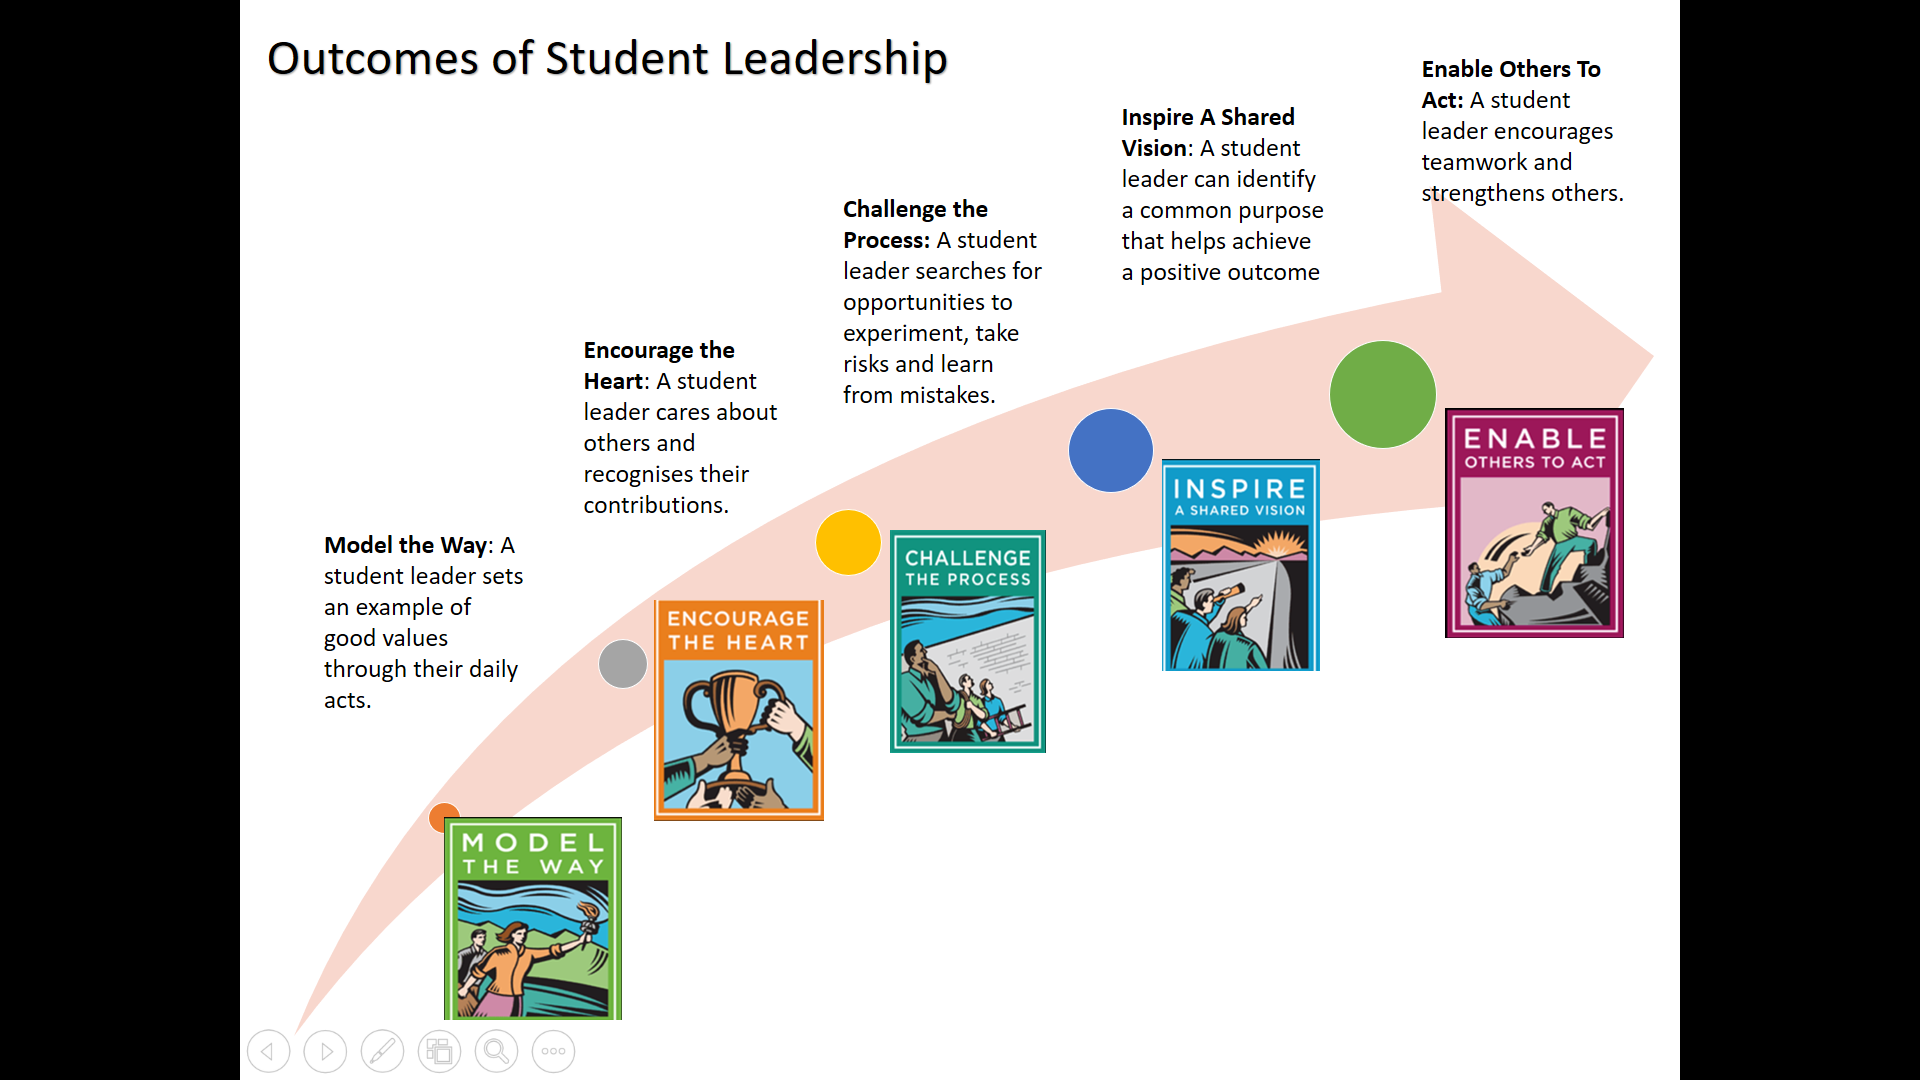 Outcomes of Student Leadership
Model the Way: A
student leader sets
an example of
good values
through their daily
acts.
MODEL
THE WAY
Encourage the
Heart: A student
leader cares about
others and
recognises their
contributions.
ENCOURAGE
THE HEART
Challenge the
Process: A student
leader searches for
opportunities to
experiment, take
risks and learn
from mistakes.
CHALLENGE
THE PROCESS
Inspire A Shared
Vision: A student
leader can identify
a common purpose
that helps achieve
a positive outcome
INSPIRE
A SHARED VISION
Enable Others To
Act: A student
leader encourages
teamwork and
strengthens others.
ENABLE
OTHERS TO ACT